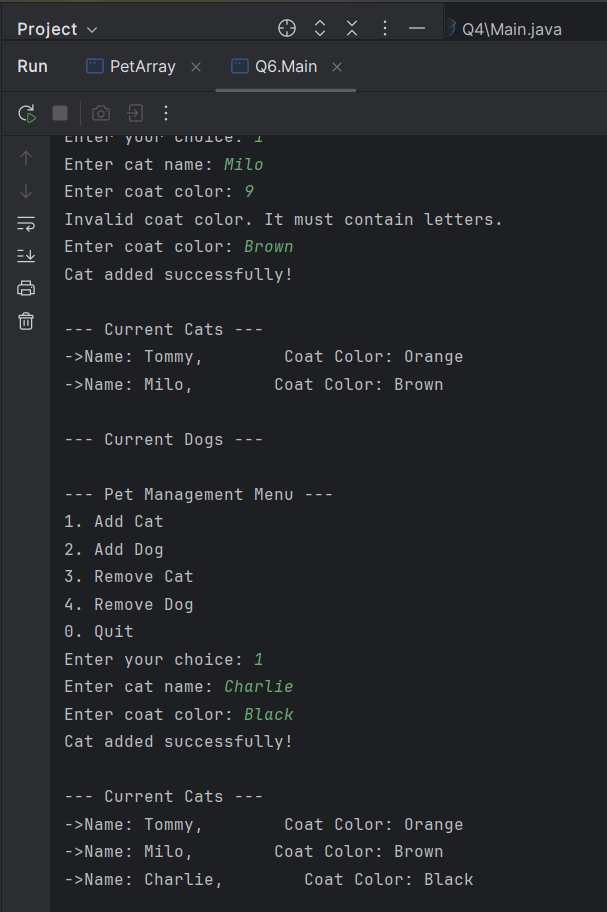 Project
Q4\Main.java
Run PetArray Q6.Main
Enter your choice: 1
Enter cat name: Milo
Enter coat color: 9
Invalid coat color. It must contain letters.
Enter coat color: Brown
Cat added successfully!
--- Current Cats ---
->Name: Tommy,        Coat Color: Orange
->Name: Milo,        Coat Color: Brown
--- Current Dogs ---
--- Pet Management Menu ---
1. Add Cat
2. Add Dog
3. Remove Cat
4. Remove Dog
0. Quit
Enter your choice: 1
Enter cat name: Charlie
Enter coat color: Black
Cat added successfully!
--- Current Cats ---
->Name: Tommy,        Coat Color: Orange
->Name: Milo,        Coat Color: Brown
->Name: Charlie,        Coat Color: Black